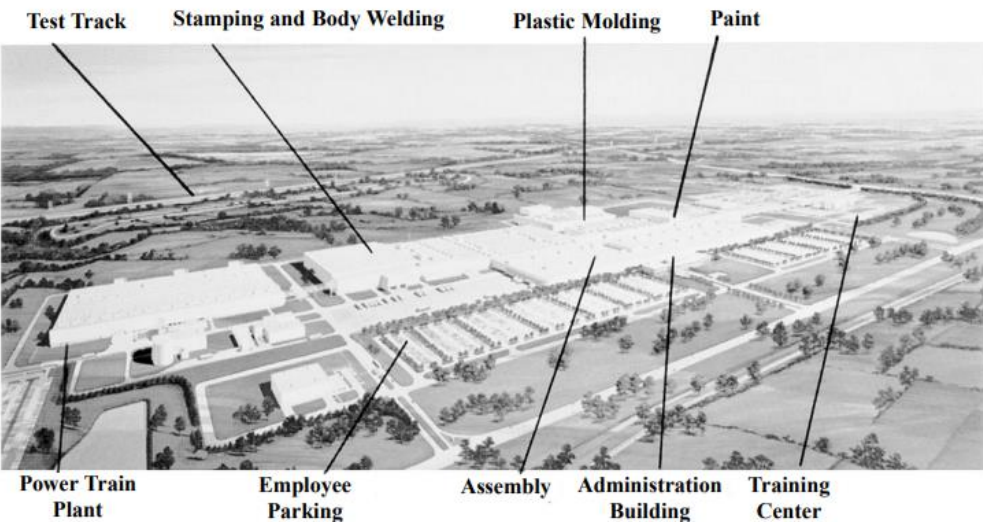 Test Track
Stamping and Body Welding
Plastic Molding
Paint
Power Train
Plant
Employee
Parking
Assembly
Administration
Building
Training
Center